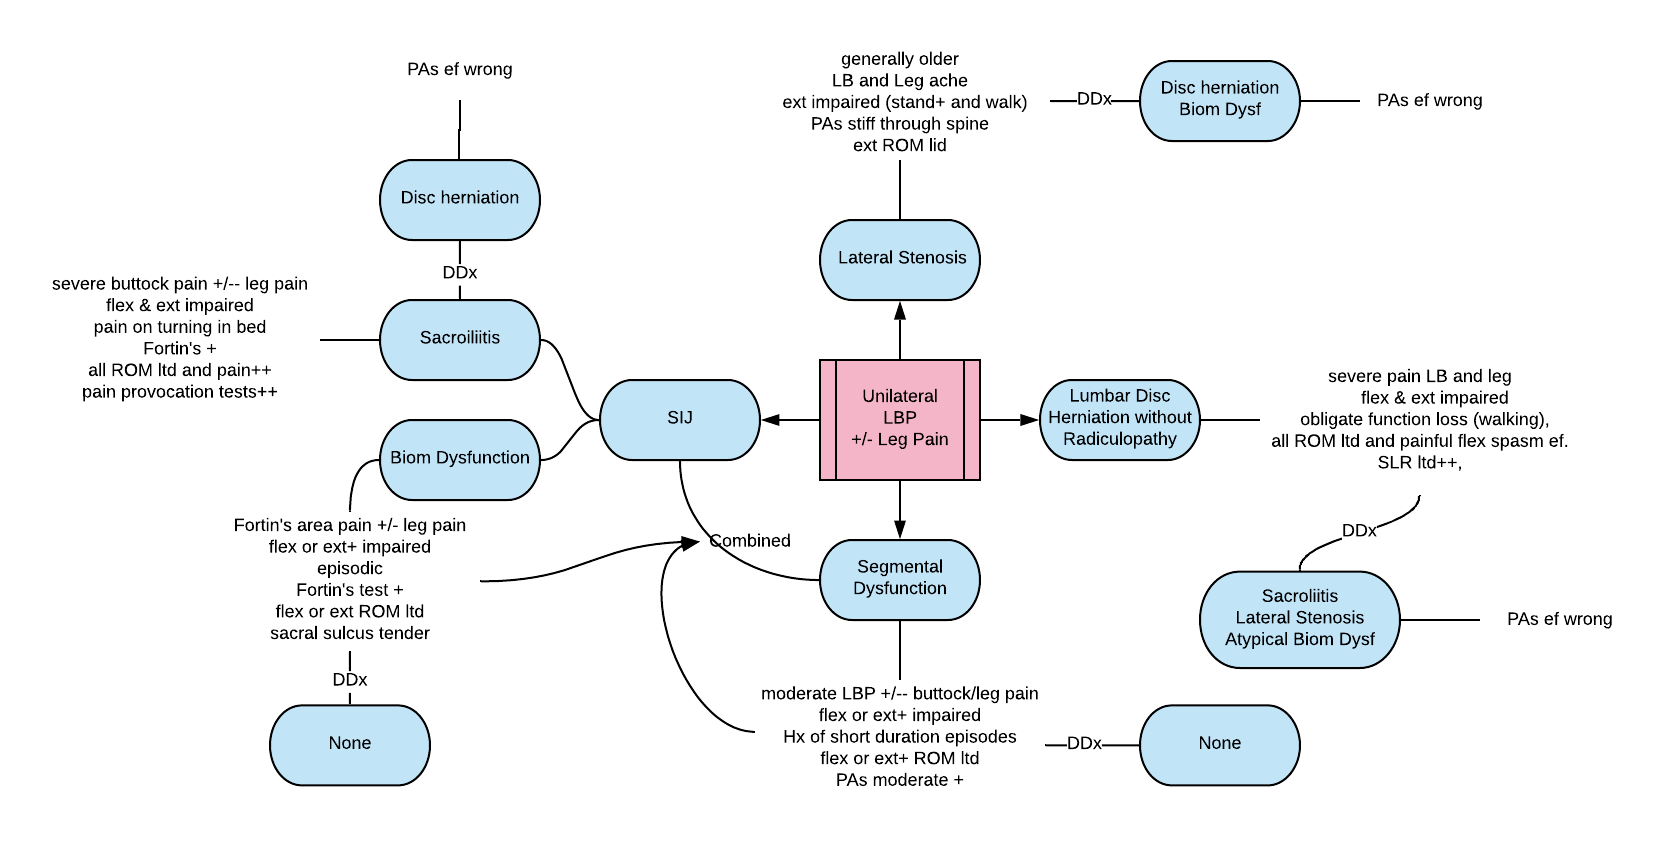 PAs ef wrong
Disc herniation
DDx
severe buttock pain +/-- leg pain
flex & ext impaired
pain on turning in bed
Fortin's +
all ROM ltd and pain++
pain provocation tests++
Sacroiliitis
Biom Dysfunction
Fortin's area pain +/- leg pain
flex or ext+ impaired
episodic
Fortin's test +
flex or ext ROM ltd
sacral sulcus tender
DDx
None
SIJ
Combined
generally older
LB and Leg ache
ext impaired (stand+ and walk)
PAs stiff through spine
ext ROM lid
DDx
Disc herniation
Biom Dysf
PAs ef wrong
Lateral Stenosis
Unilateral
LBP
+/- Leg Pain
Lumbar Disc
Herniation without
Radiculopathy
severe pain LB and leg
flex & ext impaired
obligate function loss (walking),
all ROM ltd and painful flex spasm ef.
SLR ltd++,
DDx
Sacroliitis
Lateral Stenosis
Atypical Biom Dysf
PAs ef wrong
Segmental
Dysfunction
moderate LBP +/-- buttock/leg pain
flex or ext+ impaired
Hx of short duration episodes
flex or ext+ ROM ltd
PAs moderate +
DDx
None